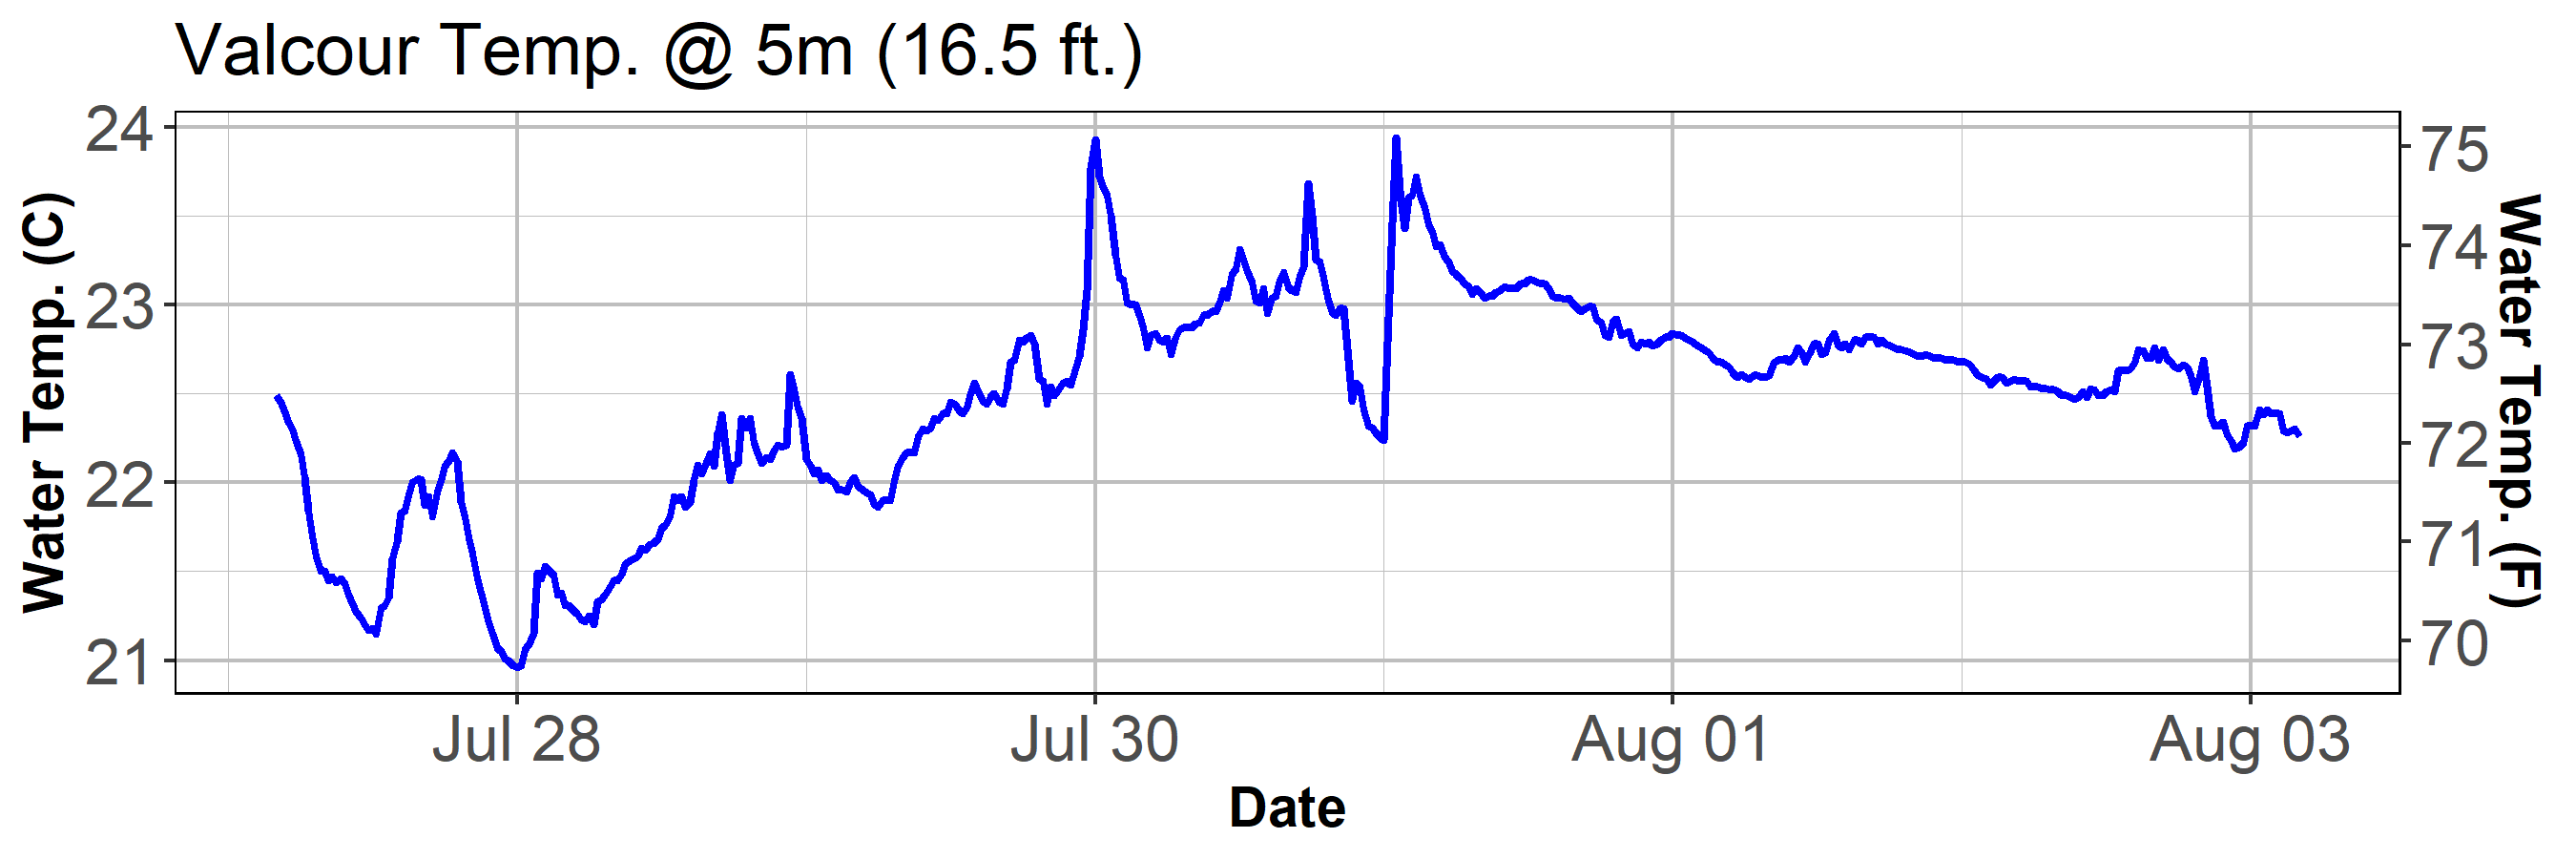 Valcour Temp. @ 5m (16.5 ft.)
Water Temp. (C)
24
23
22
21
75
74
73
72
71
70
Water Temp. (F)
Jul 28
Jul 30
Aug 01
Aug 03
Date